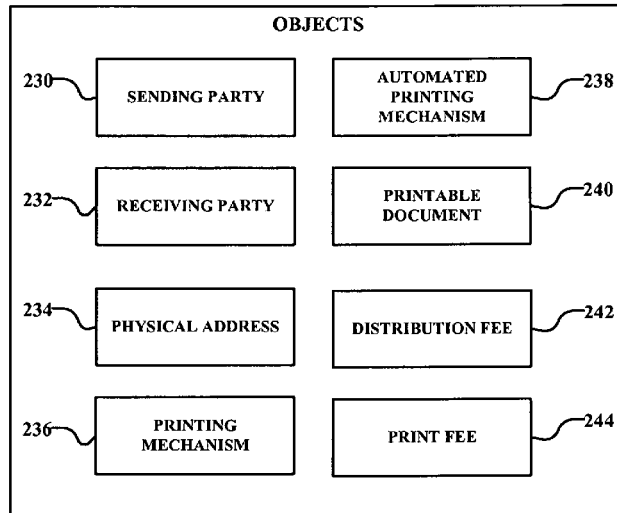 OBJECTS
230
SENDING PARTY
AUTOMATED
PRINTING
MECHANISM
238
232
RECEIVING PARTY
PRINTABLE
DOCUMENT
240
234
PHYSICAL ADDRESS
DISTRIBUTION FEE
242
236
PRINTING
MECHANISM
PRINT FEE
244